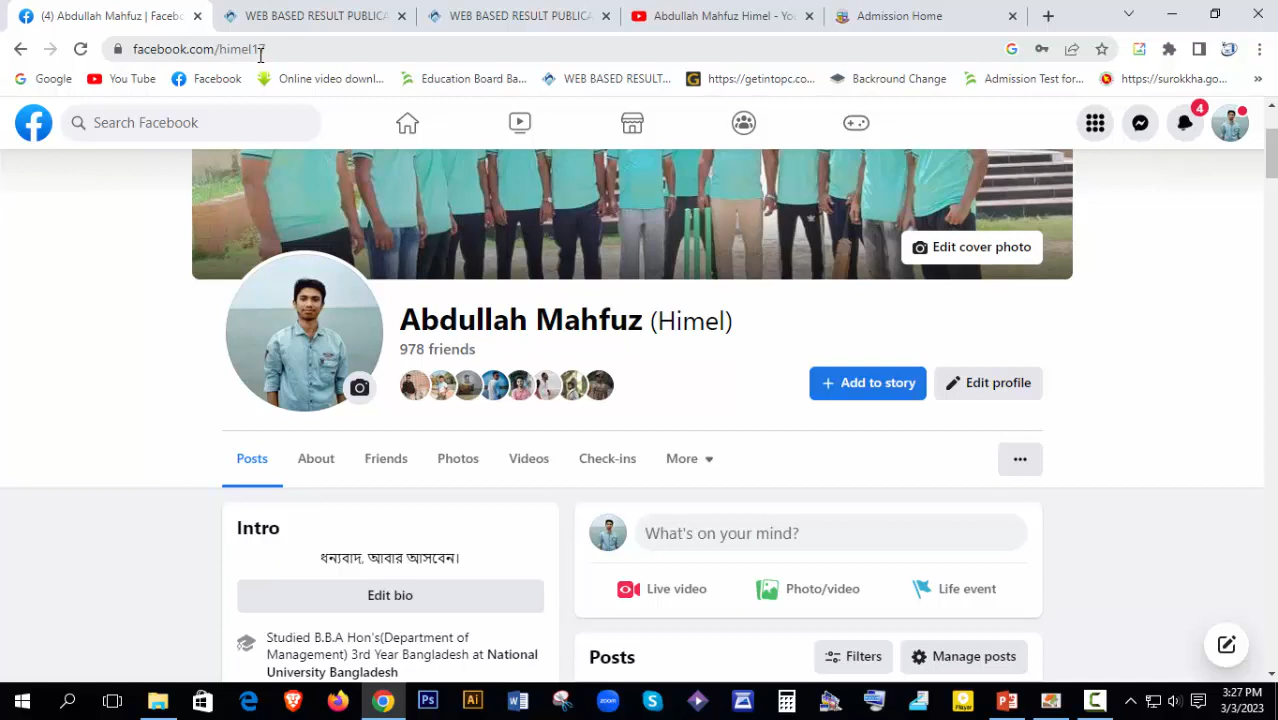 (4) Abdullah Mahfuz | Faceb
WEB BASED RESULT PUBLICA
WEB BASED RESULT PUBLICA
Abdullah Mahfuz Himel - Yo
Admission Home
facebook.com/himel1
Google
You Tube
Facebook
Online video downl...
Education Board Ba...
WEB BASED RESULT...
https://getintopc.co...
Backround Change
Admission Test for...
https://surokkha.go...
Search Facebook
4
Edit cover photo
Abdullah Mahfuz (Himel)
978 friends
Add to story
Edit profile
Posts
About
Friends
Photos
Videos
Check-ins
More
Intro
ধন্যবাদ, আবার আসবেন।
Edit bio
Studied B.B.A Hon's(Department of
Management) 3rd Year Bangladesh at National
University Bangladesh
What's on your mind?
Live video
Photo/video
Life event
Posts
Filters
Manage posts
3:27 PM
3/3/2023